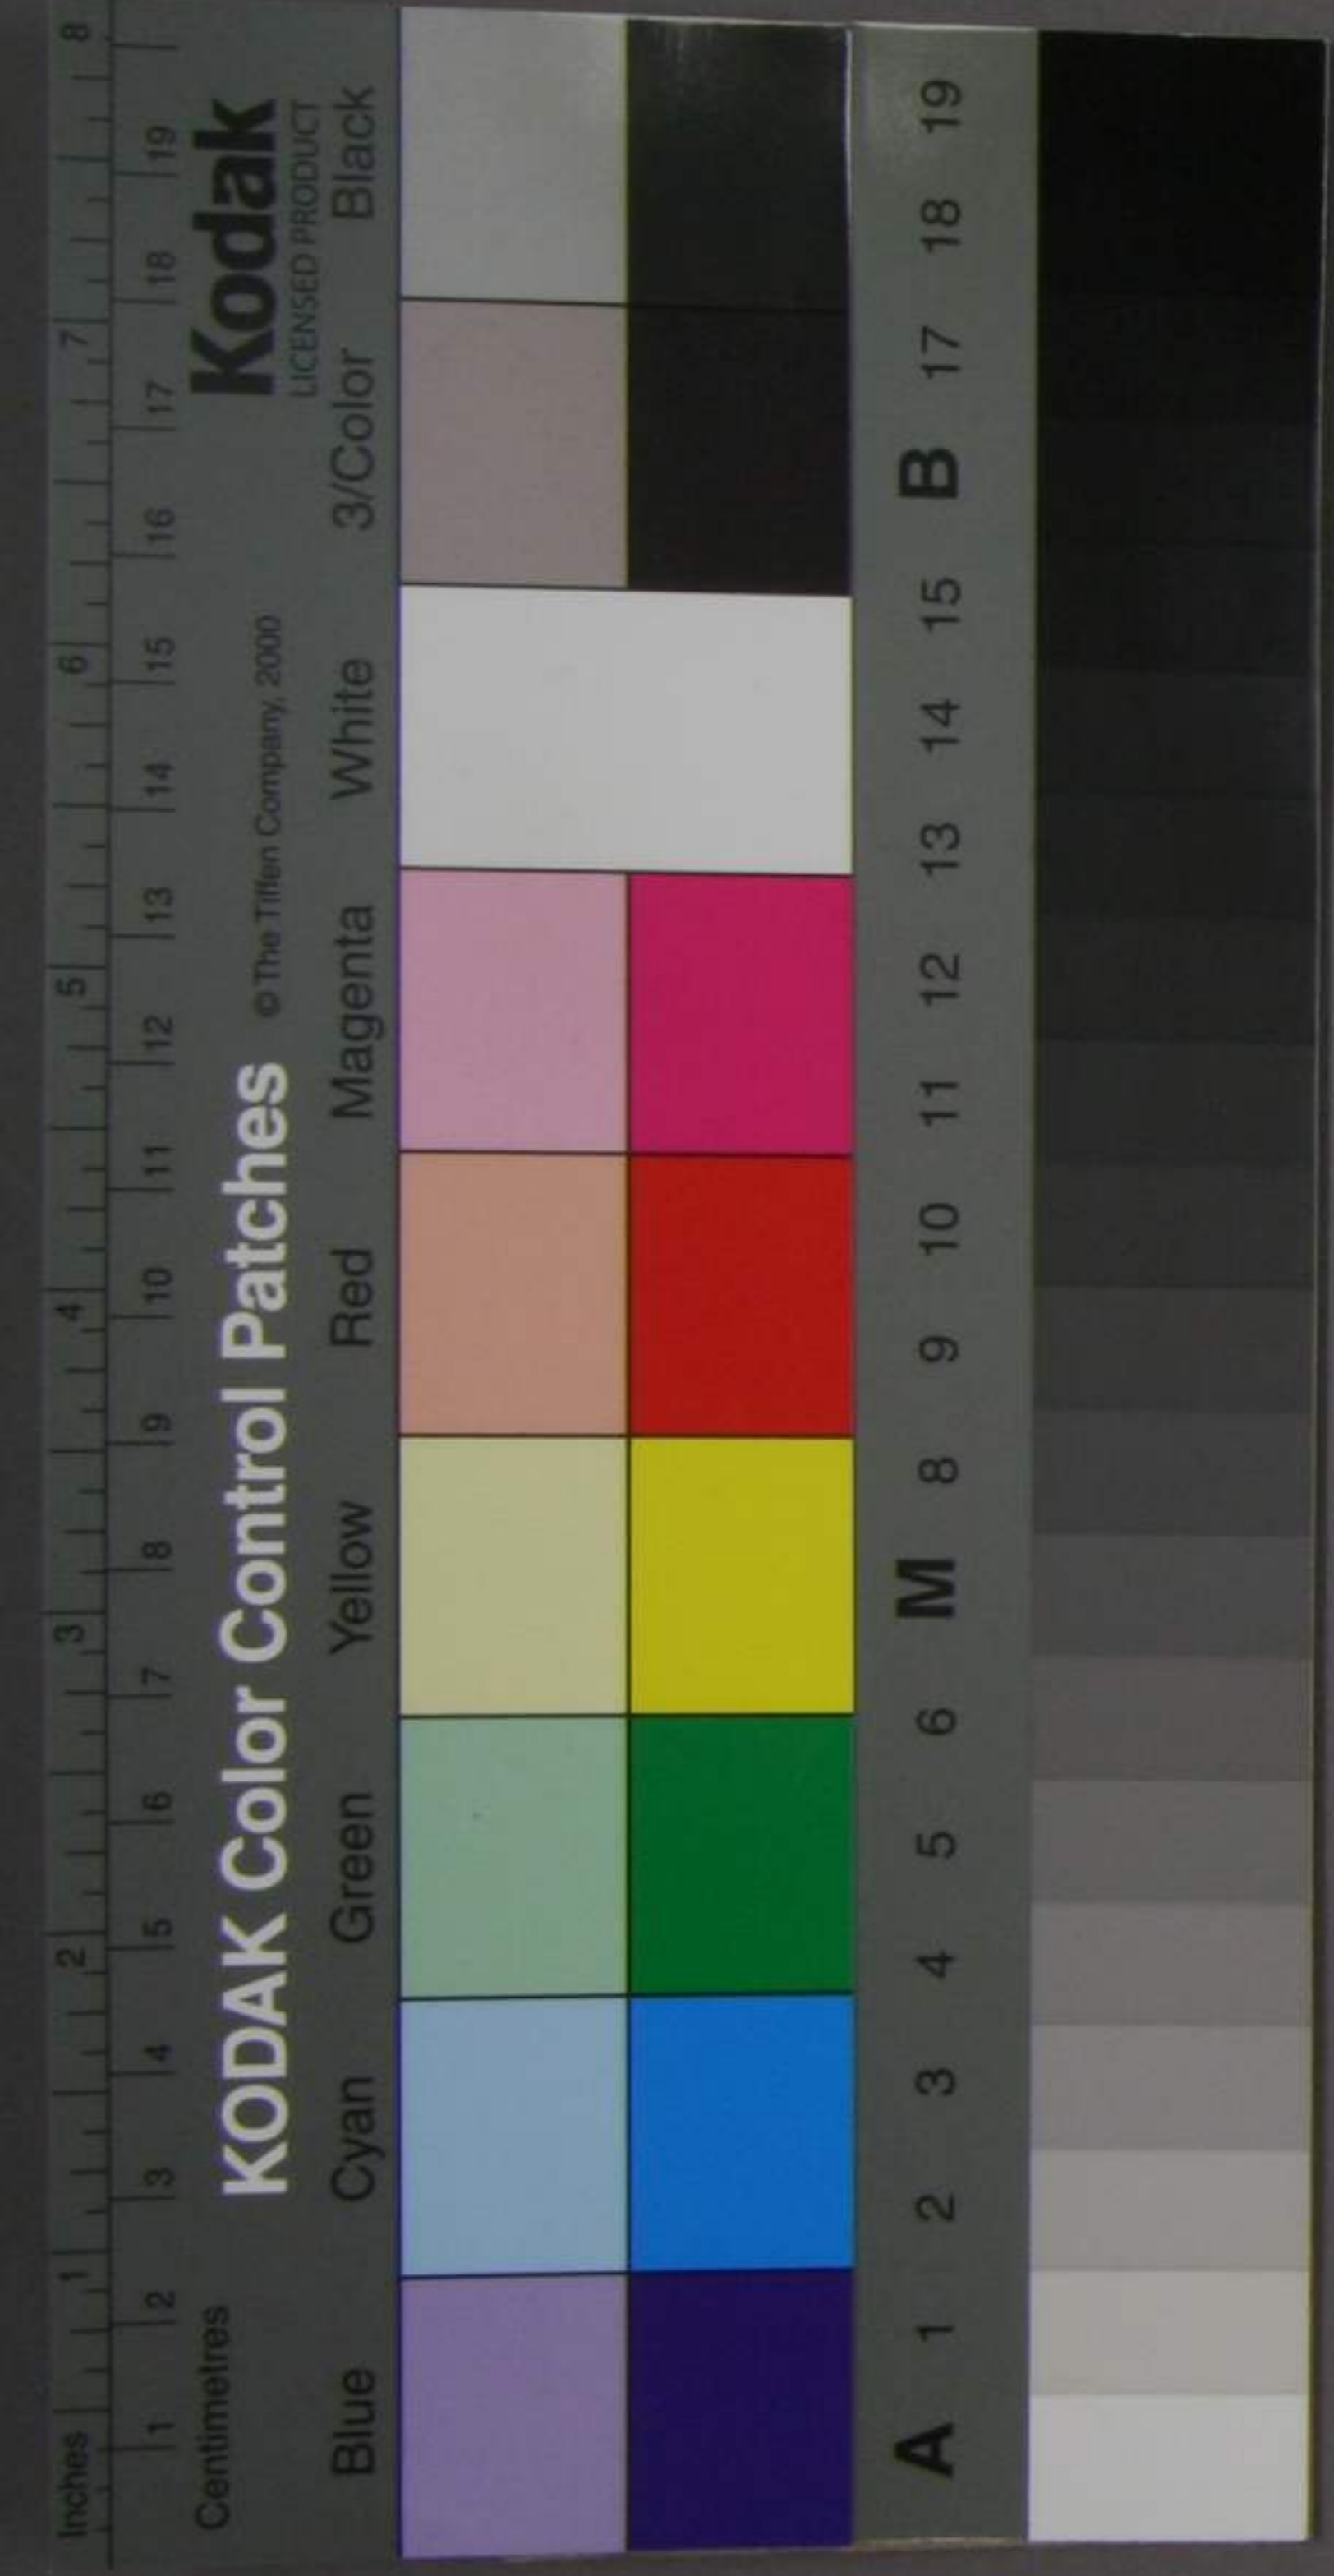 Inches 1 2 3 4 5 6 7 8
1 2 3 4 5 6 7 8 9 10 11 12 13 14 15 16 17 18 19
Centimetres
KODAK Color Control Patches © The Tiffen Company, 2000 Kodak
LICENSED PRODUCT
Blue Cyan Green Yellow Red Magenta White 3/Color Black
A 1 2 3 4 5 6 M 8 9 10 11 12 13 14 15 B 17 18 19